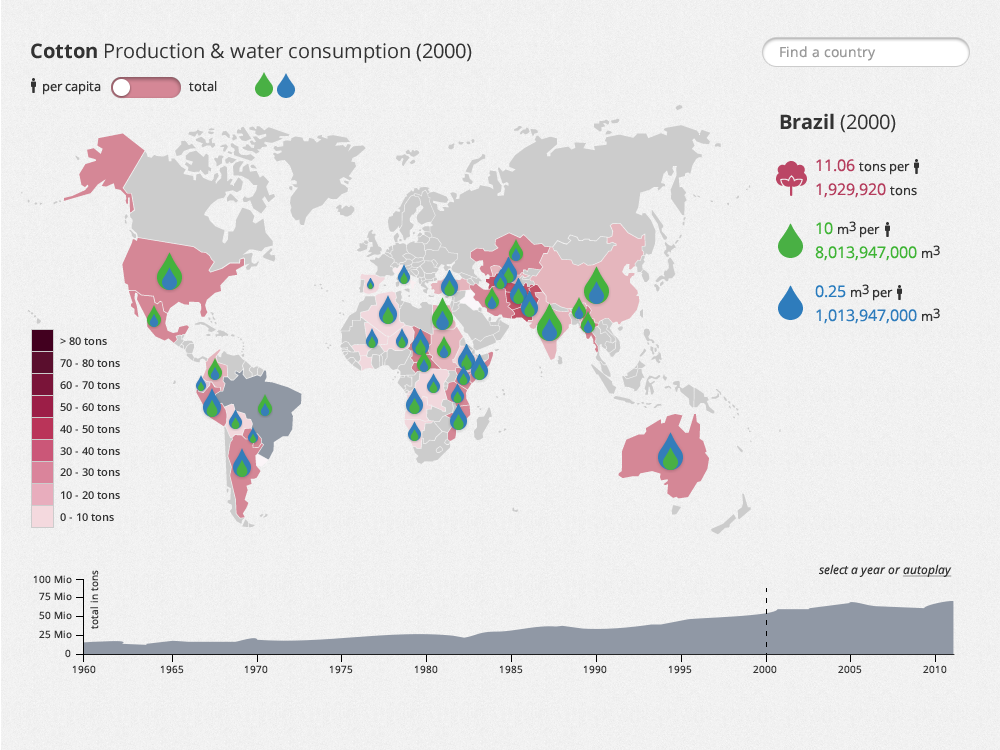 Cotton Production & water consumption (2000)
Find a country
per capita
total
Brazil (2000)
11.06 tons per
1,929,920 tons
10 m3 per
8,013,947,000 m3
0.25 m3 per
1,013,947,000 m3
> 80 tons
70 - 80 tons
60 - 70 tons
50 - 60 tons
40 - 50 tons
30 - 40 tons
20 - 30 tons
10 - 20 tons
0 - 10 tons
select a year or autoplay
total in tons
100 Mio
75 Mio
50 Mio
25 Mio
0
1960 1965 1970 1975 1980 1985 1990 1995 2000 2005 2010